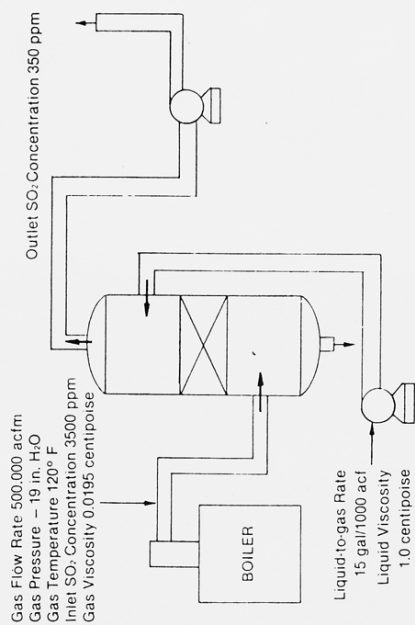 Outlet SO₂ Concentration 350 ppm
Gas Flow Rate 500,000 acfm
Gas Pressure – 19 in. H₂O
Gas Temperature 120° F
Inlet SO₂ Concentration 3500 ppm
Gas Viscosity 0.0195 centipoise
BOILER
Liquid-to-gas Rate
15 gal/1000 acf
Liquid Viscosity
1.0 centipoise